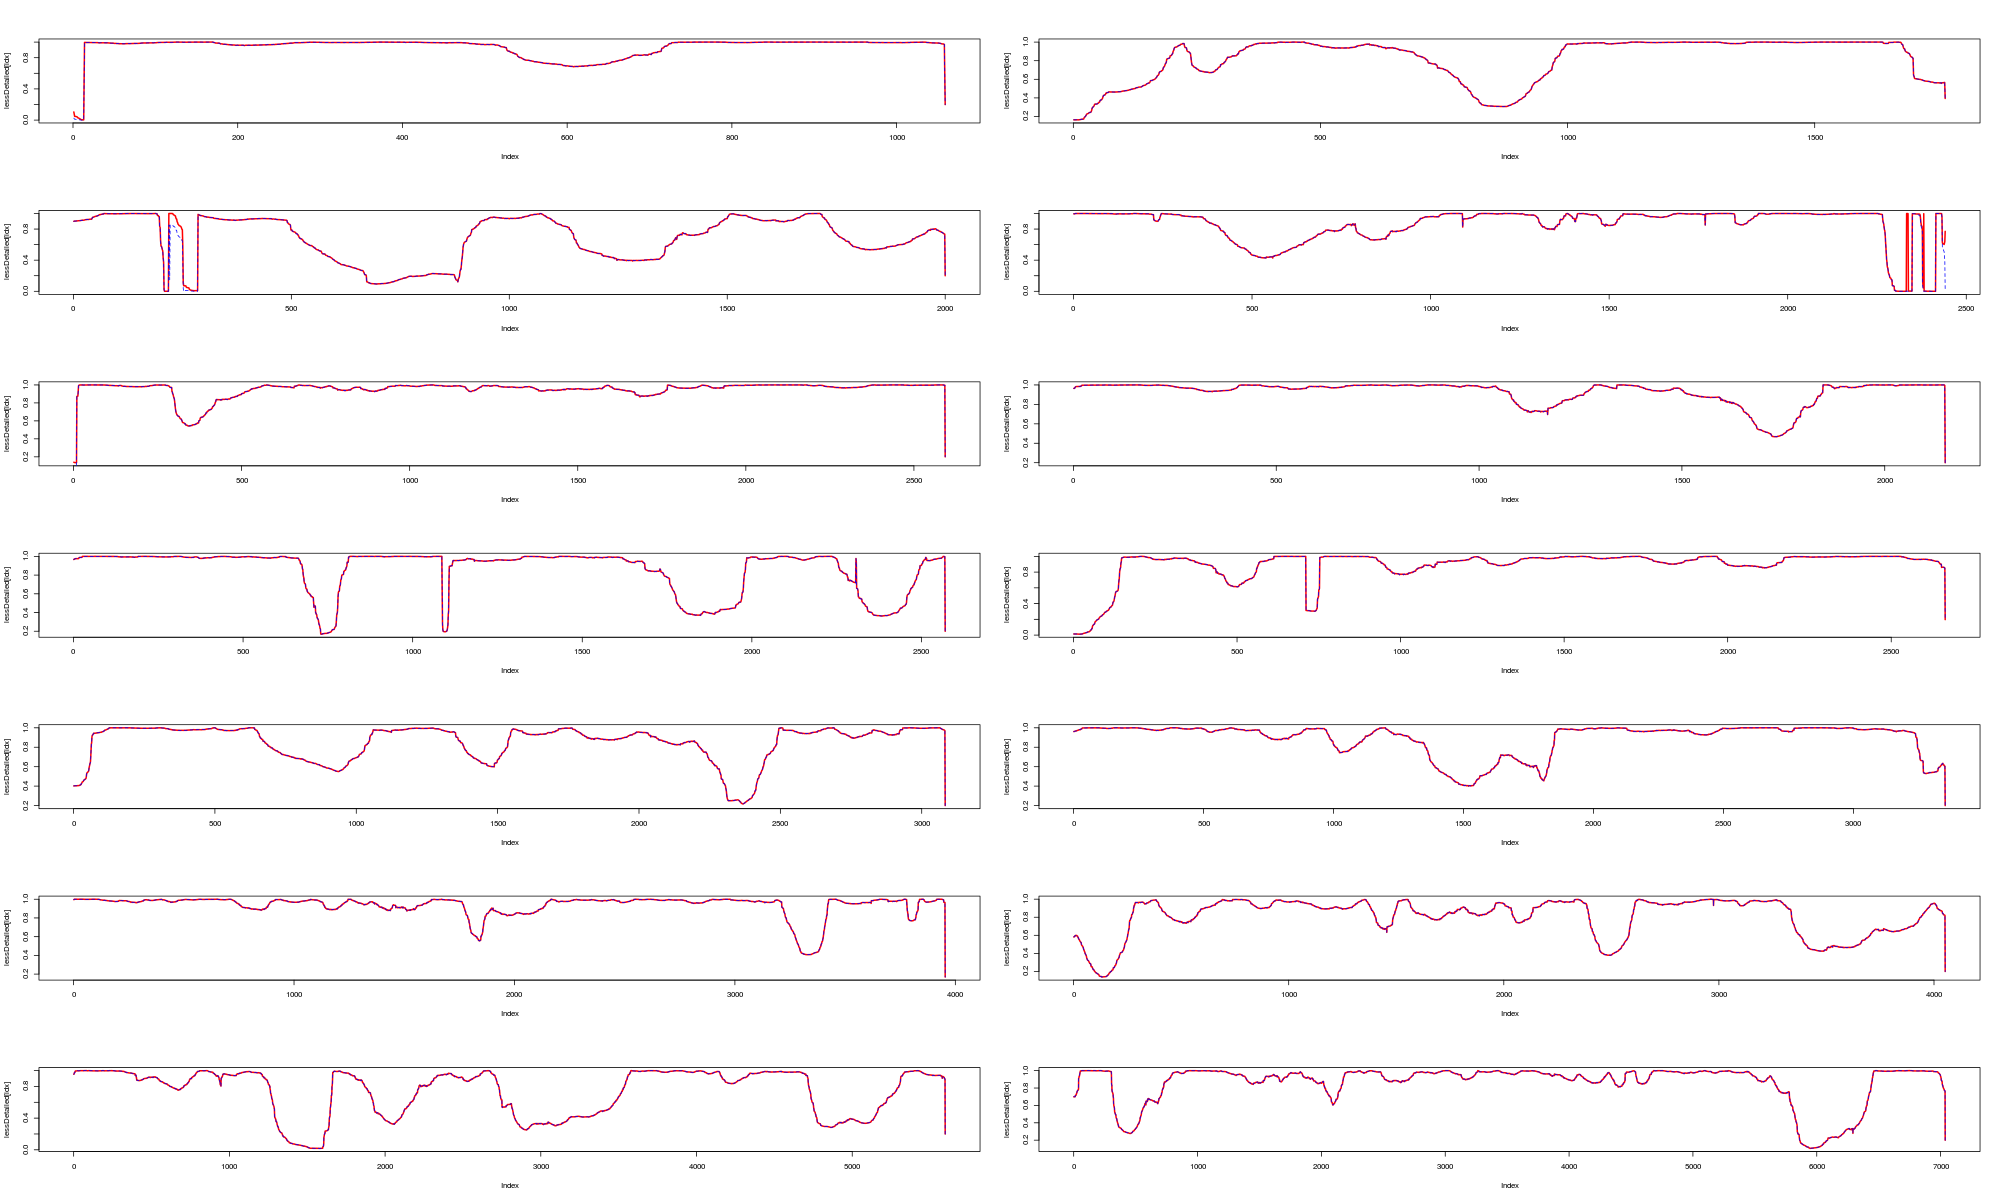 lessDetailed[idx]
0.0 0.4 0.8
0 200 400 600 800 1000
Index
lessDetailed[idx]
0.2 0.4 0.6 0.8 1.0
0 500 1000 1500
Index
lessDetailed[idx]
0.0 0.4 0.8
0 500 1000 1500 2000
Index
lessDetailed[idx]
0.0 0.4 0.8
0 500 1000 1500 2000 2500
Index
lessDetailed[idx]
0.2 0.4 0.6 0.8 1.0
0 500 1000 1500 2000 2500
Index
lessDetailed[idx]
0.2 0.4 0.6 0.8 1.0
0 500 1000 1500 2000
Index
lessDetailed[idx]
0.2 0.4 0.6 0.8 1.0
0 500 1000 1500 2000 2500
Index
lessDetailed[idx]
0.0 0.4 0.8
0 500 1000 1500 2000 2500
Index
lessDetailed[idx]
0.2 0.4 0.6 0.8 1.0
0 500 1000 1500 2000 2500 3000
Index
lessDetailed[idx]
0.2 0.4 0.6 0.8 1.0
0 500 1000 1500 2000 2500 3000
Index
lessDetailed[idx]
0.2 0.4 0.6 0.8 1.0
0 1000 2000 3000 4000
Index
lessDetailed[idx]
0.2 0.4 0.6 0.8 1.0
0 1000 2000 3000 4000
Index
lessDetailed[idx]
0.0 0.4 0.8
0 1000 2000 3000 4000 5000
Index
lessDetailed[idx]
0.2 0.4 0.6 0.8 1.0
0 1000 2000 3000 4000 5000 6000 7000
Index